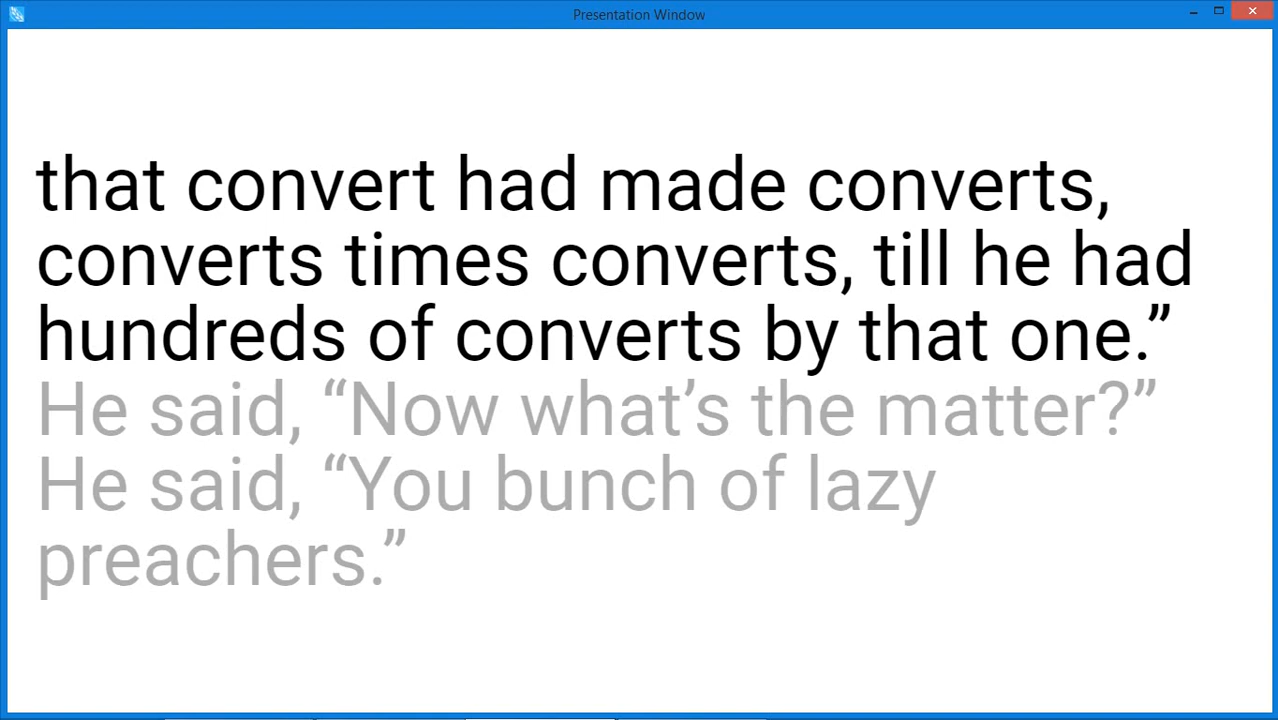 Presentation Window
that convert had made converts,
converts times converts, till he had
hundreds of converts by that one.”
He said, “Now what’s the matter?”
He said, “You bunch of lazy
preachers.”